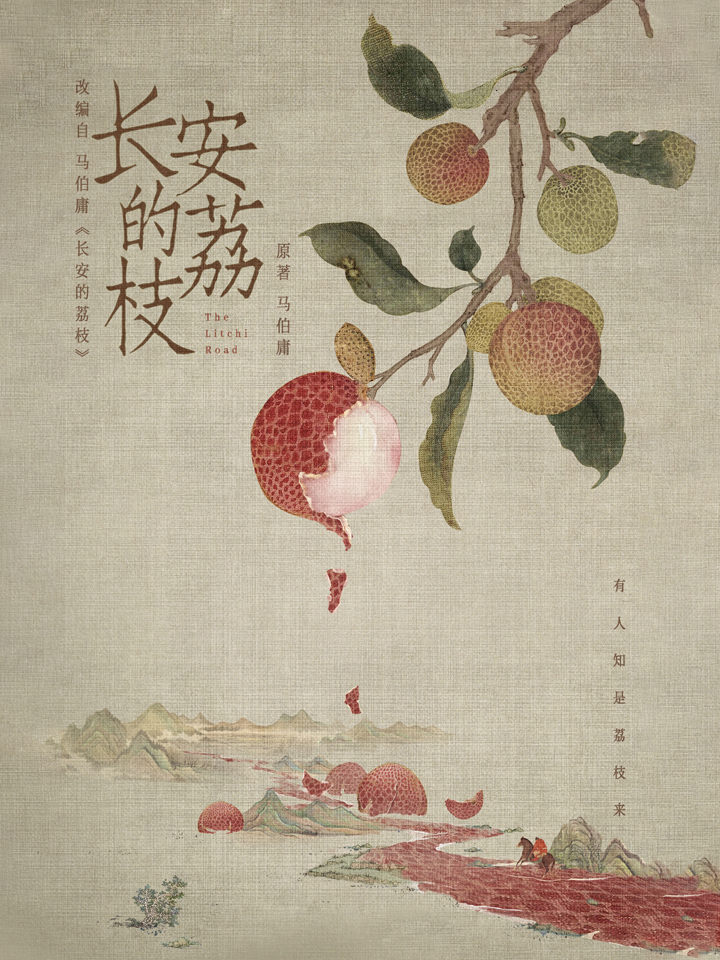 长安的荔枝
The
Litchi
Road
改编自 马伯庸《长安的荔枝》
原著 马伯庸
有人知是荔枝来